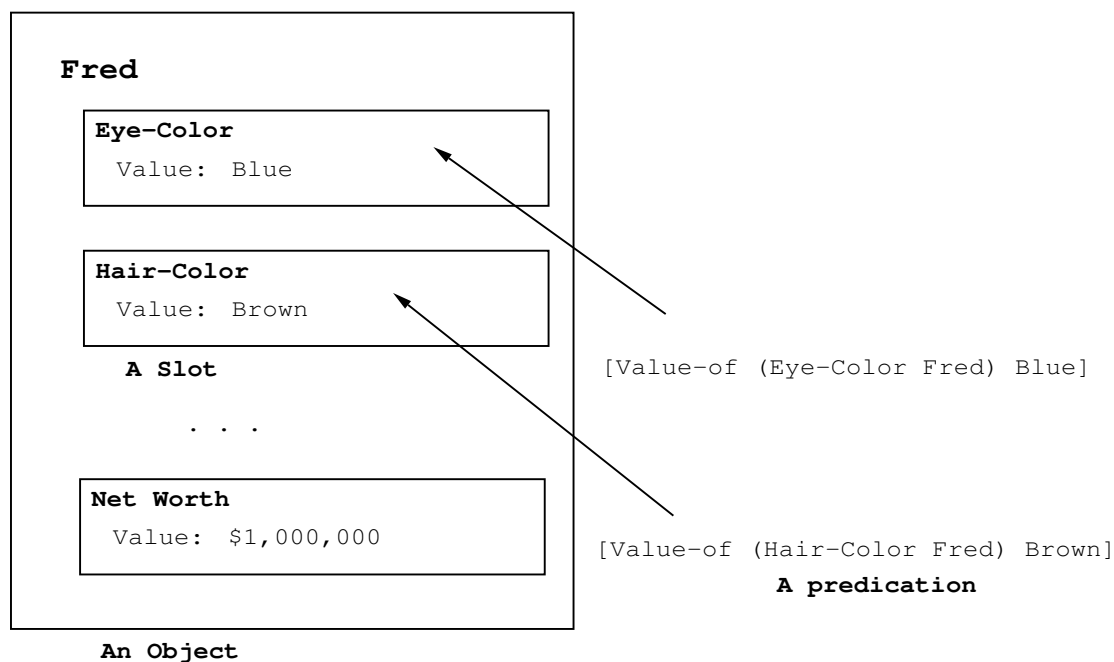 Fred
Eye-Color
Value: Blue
Hair-Color
Value: Brown
A Slot
[Value-of (Eye-Color Fred) Blue]
. . .
Net Worth
Value: $1,000,000
[Value-of (Hair-Color Fred) Brown]
A predication
An Object